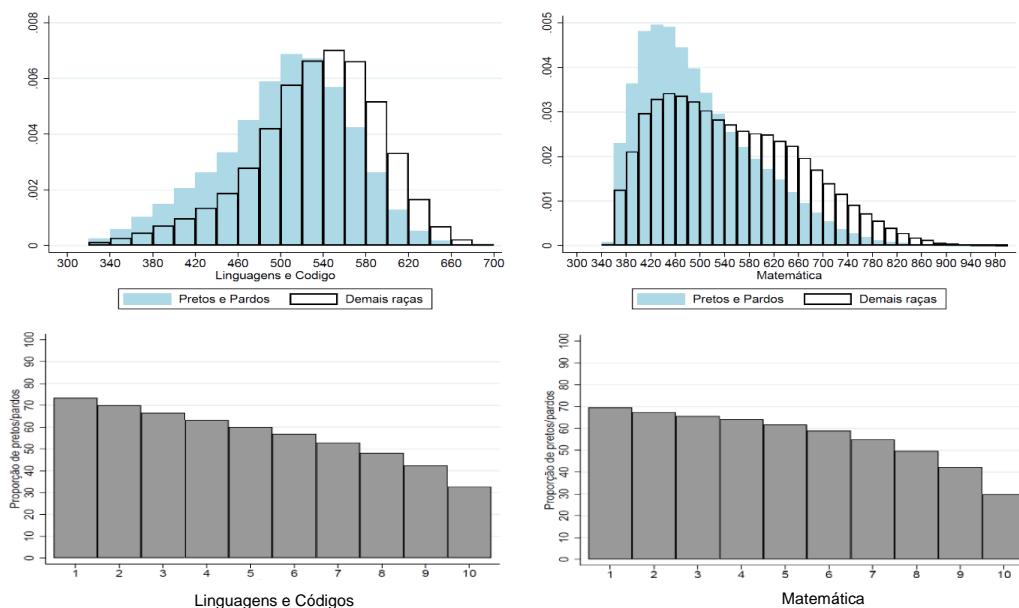 .008
.006
.004
.002
0
300 340 380 420 460 500 540 580 620 660 700
Linguagens e Código
Pretos e Pardos Demais raças
.005
.004
.003
.002
.001
0
300 340 380 420 460 500 540 580 620 660 700 740 780 820 860 900 940 980
Matemática
Pretos e Pardos Demais raças
Proporção de pretos/pardos
100
90
80
70
60
50
40
30
20
10
0
1 2 3 4 5 6 7 8 9 10
Linguagens e Códigos
Proporção de pretos/pardos
100
90
80
70
60
50
40
30
20
10
0
1 2 3 4 5 6 7 8 9 10
Matemática